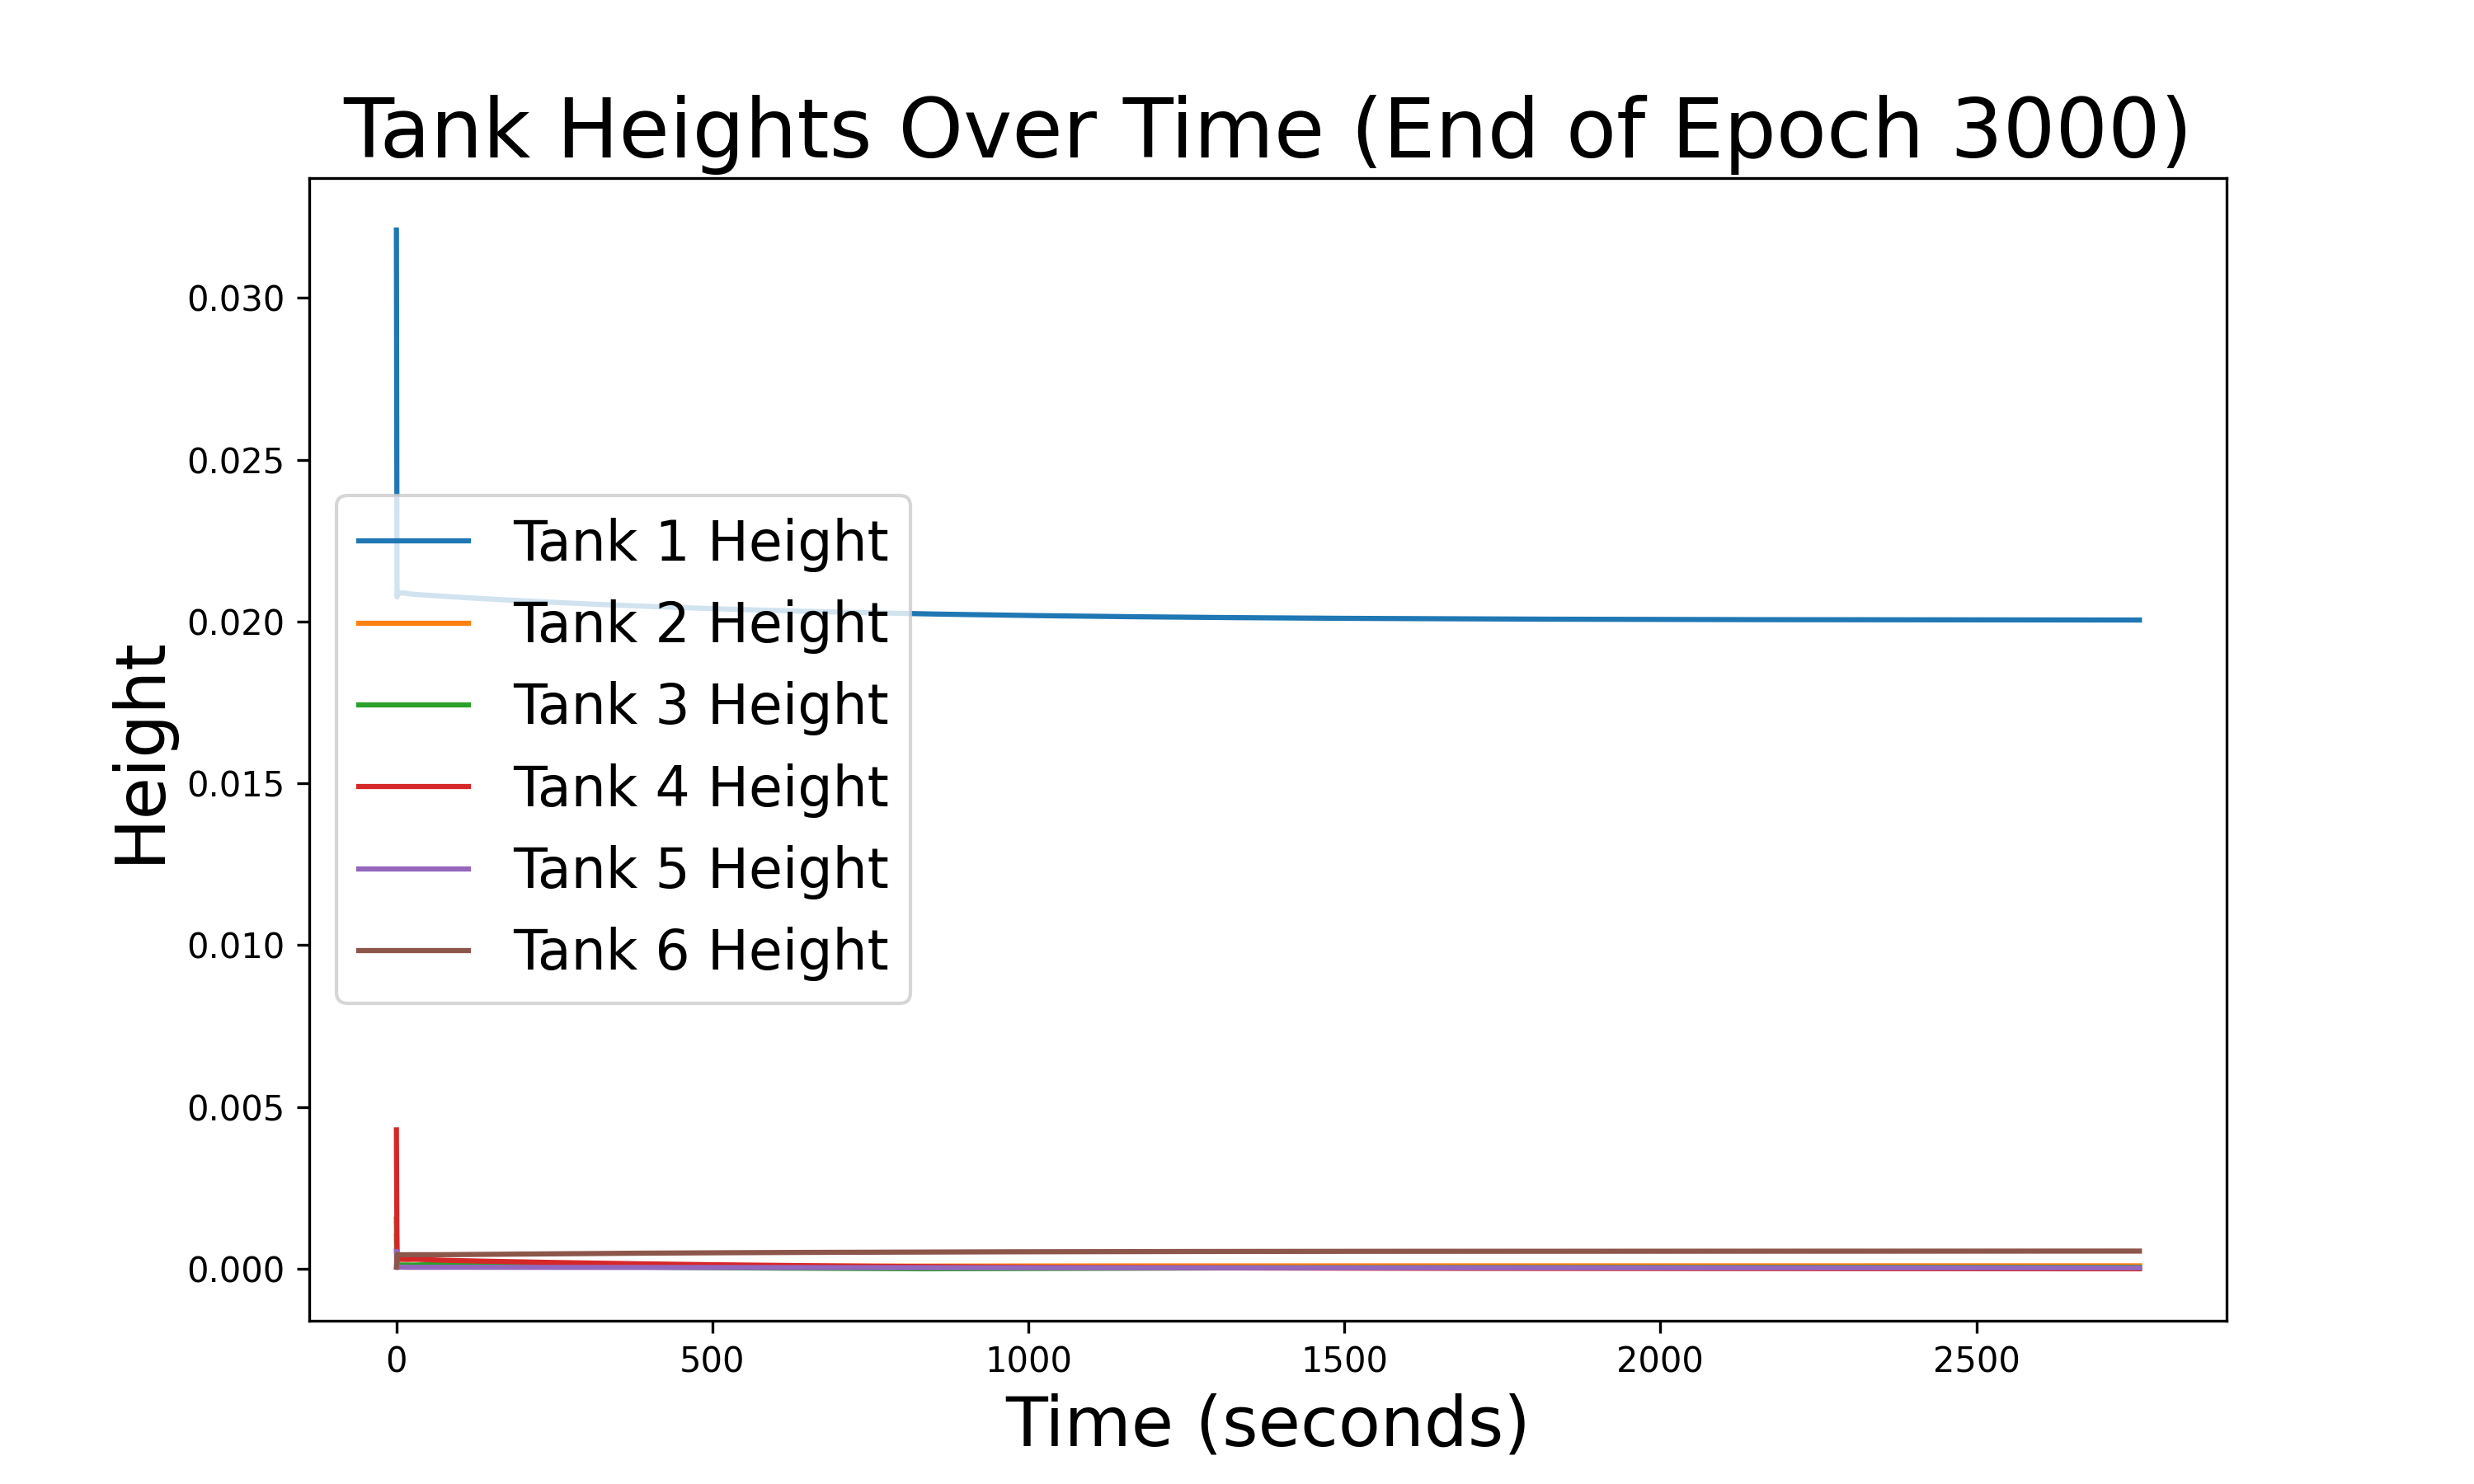 Tank Heights Over Time (End of Epoch 3000)
0.030
0.025
0.020
0.015
0.010
0.005
0.000
Height
Tank 1 Height
Tank 2 Height
Tank 3 Height
Tank 4 Height
Tank 5 Height
Tank 6 Height
0 500 1000 1500 2000 2500
Time (seconds)